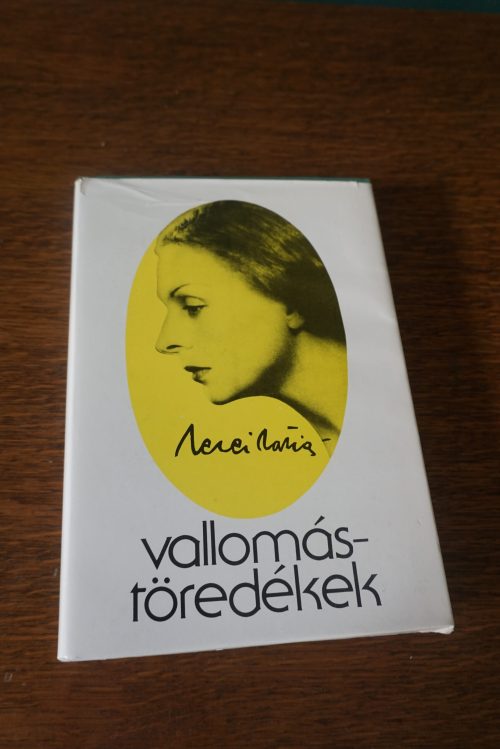 Mezei Mária
vallomás-
töredékek